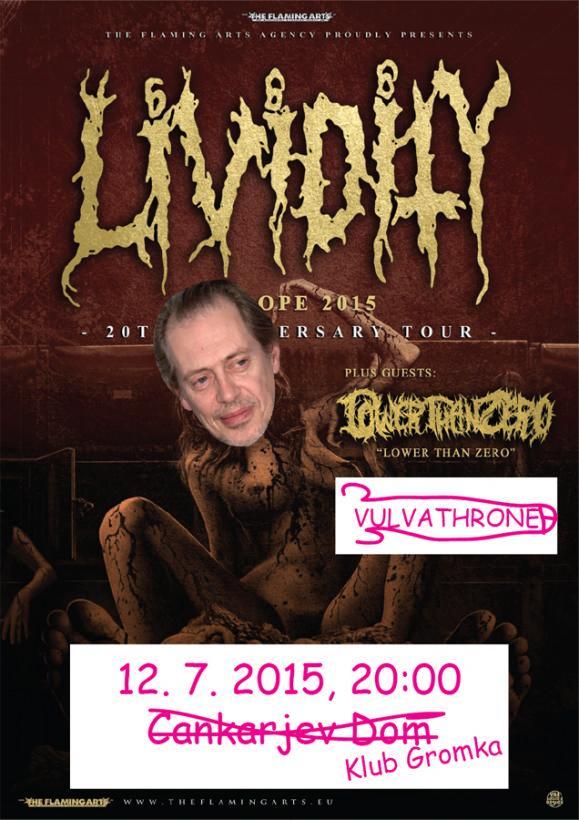 THE FLAMING ARTS
THE FLAMING ARTS AGENCY PROUDLY PRESENTS
LIVIDITY
OPE 2015
- 20T ERSARY TOUR -
PLUS GUESTS:
LOWER THAN ZERO
"LOWER THAN ZERO"
VULVATHRONE
12. 7. 2015, 20:00
Cankarjev Dom
Klub Gromka
THE FLAMING ARTS WWW.THEFLAMINGARTS.EU